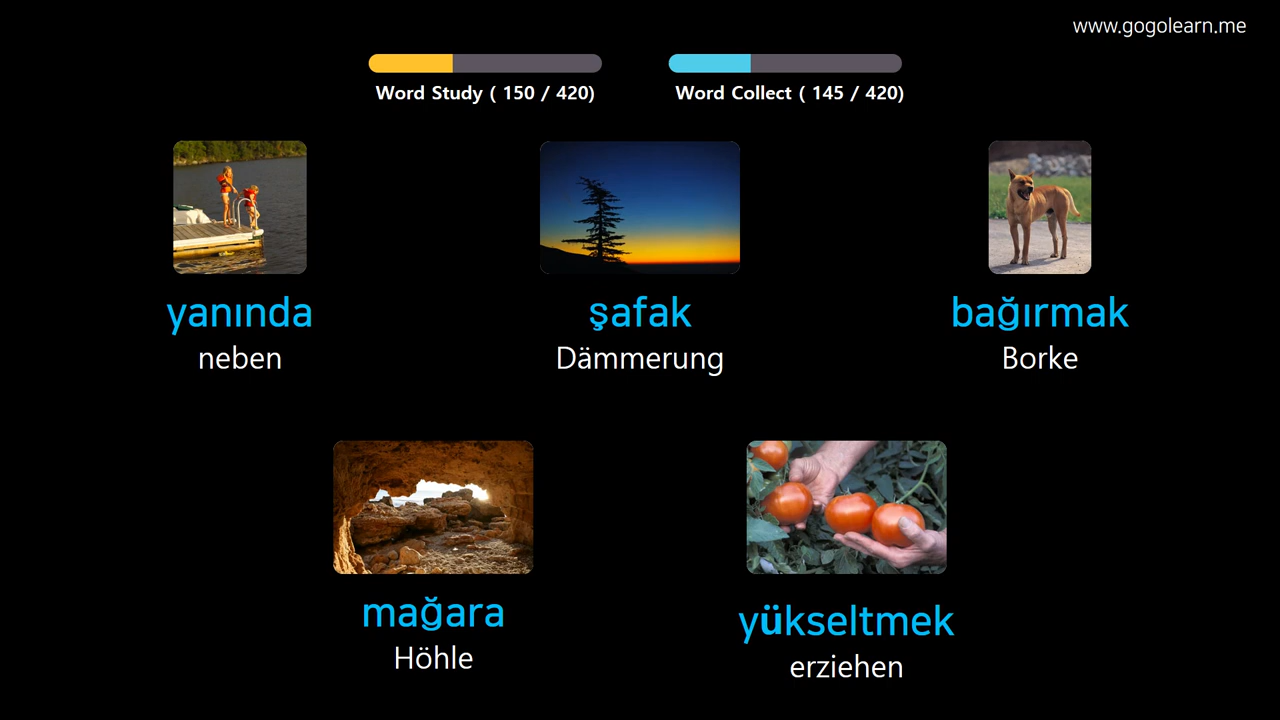 www.gogolearn.me
Word Study ( 150 / 420)
Word Collect ( 145 / 420)
yanında
neben
şafak
Dämmerung
bağırmak
Borke
mağara
Höhle
yükseltmek
erziehen